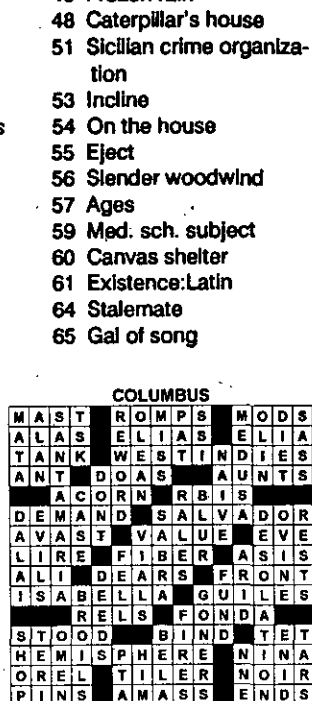 Frozen rain
48 Caterpillar's house
51 Sicilian crime organiza-
tion
53 Incline
s
54 On the house
55 Eject
56 Slender woodwind
57 Ages
59 Med. sch. subject
60 Canvas shelter
61 Existence:Latin
64 Stalemate
65 Gal of song
COLUMBUS
MAST ROMPS MODS
ALAS ELIAS ELIA
TANK WESTINDIES
ANT DOAS AUNTS
ACORN RBIS
DEMAND SALVADOR
AVAST VALUE EVE
LIRE FIBER ASIS
ALI DEARS FRONT
ISABELLA GUILES
RELS FONDA
STOOD BIND TET
HEMISPHERE NINA
OREL TILER NOIR
PINS AMASS ENDS